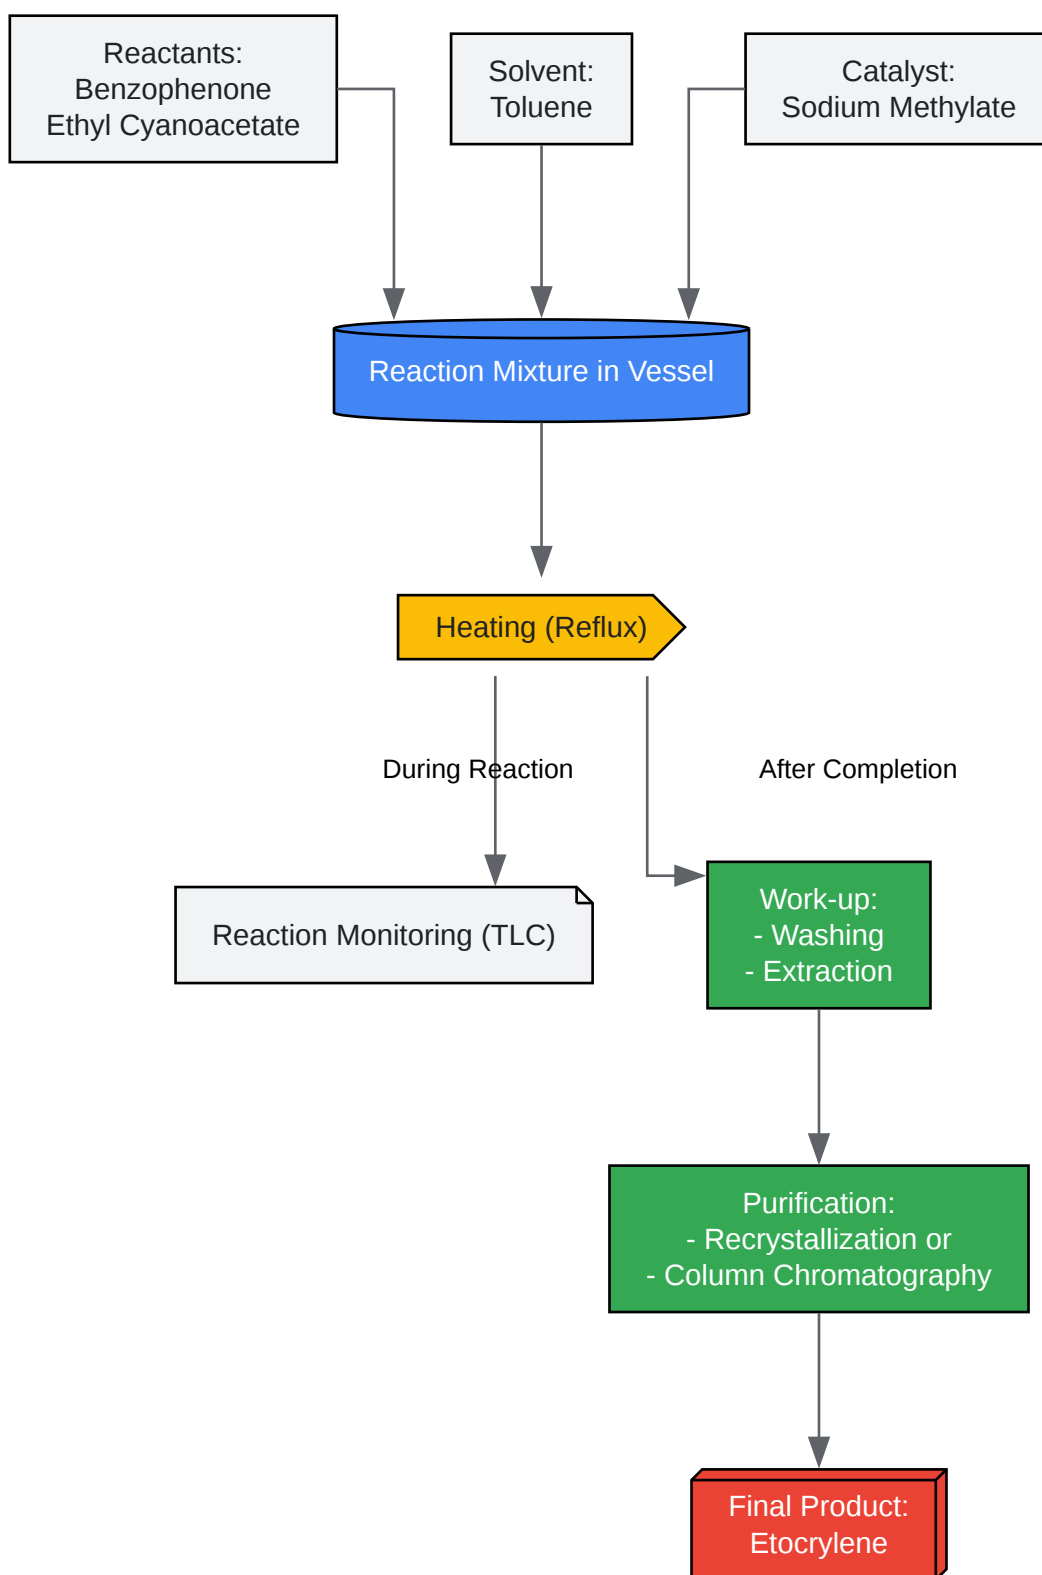 Reactants:
Benzophenone
Ethyl Cyanoacetate
Solvent:
Toluene
Catalyst:
Sodium Methylate
Reaction Mixture in Vessel
Heating (Reflux)
During Reaction
After Completion
Reaction Monitoring (TLC)
Work-up:
- Washing
- Extraction
Purification:
- Recrystallization or
- Column Chromatography
Final Product:
Etocrylene